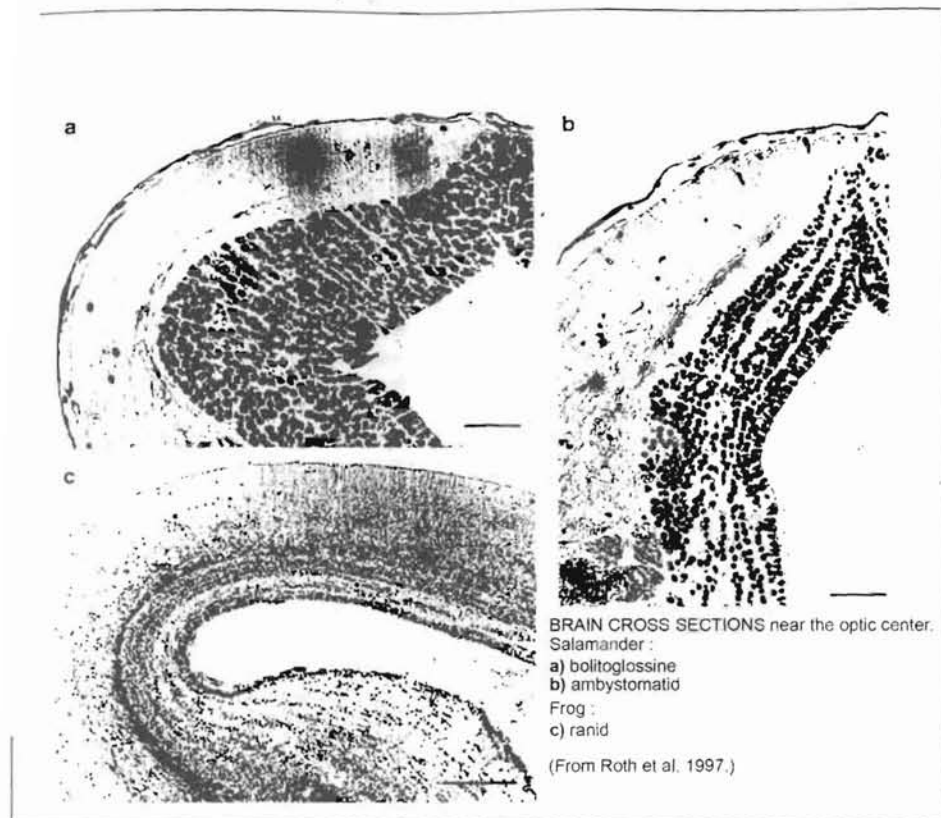 a
b
c
BRAIN CROSS SECTIONS near the optic center.
Salamander :
a) bolitoglossine
b) ambystomatid
Frog :
c) ranid
(From Roth et al. 1997.)